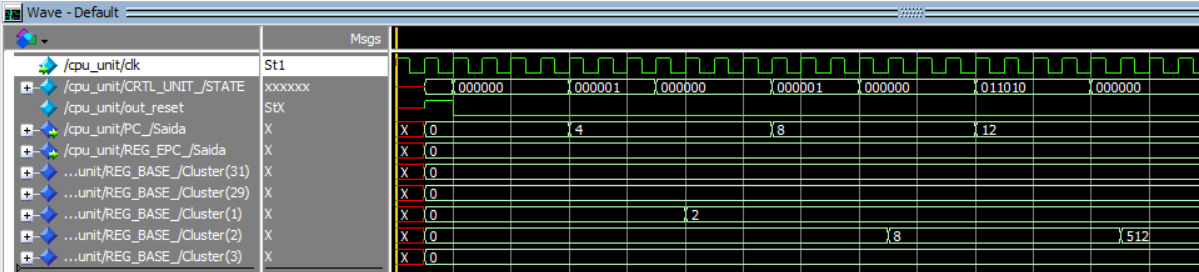 Wave - Default
Msgs
/cpu_unit/clk St1
/cpu_unit/CRTL_UNIT_/STATE xxxxxx 000000 000001 000000 000001 000000 011010 000000
/cpu_unit/out_reset StX
/cpu_unit/PC_/Saida X X 0 4 8 12
/cpu_unit/REG_EPC_/Saida X X 0
...unit/REG_BASE_/Cluster(31) X X 0
...unit/REG_BASE_/Cluster(29) X X 0
...unit/REG_BASE_/Cluster(1) X X 0 2
...unit/REG_BASE_/Cluster(2) X X 0 8 512
...unit/REG_BASE_/Cluster(3) X X 0